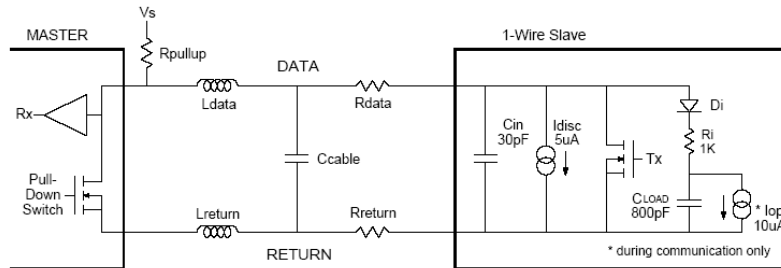 Vs
MASTER
1-Wire Slave
Rpullup
DATA
Ldata
Rdata
Rx
Cin
30pF
Idisc
5uA
Di
Ri
1K
Tx
Ccable
Pull-
Down
Switch
CLOAD
800pF
* Iop
10uA
Lreturn
Rreturn
RETURN
* during communication only